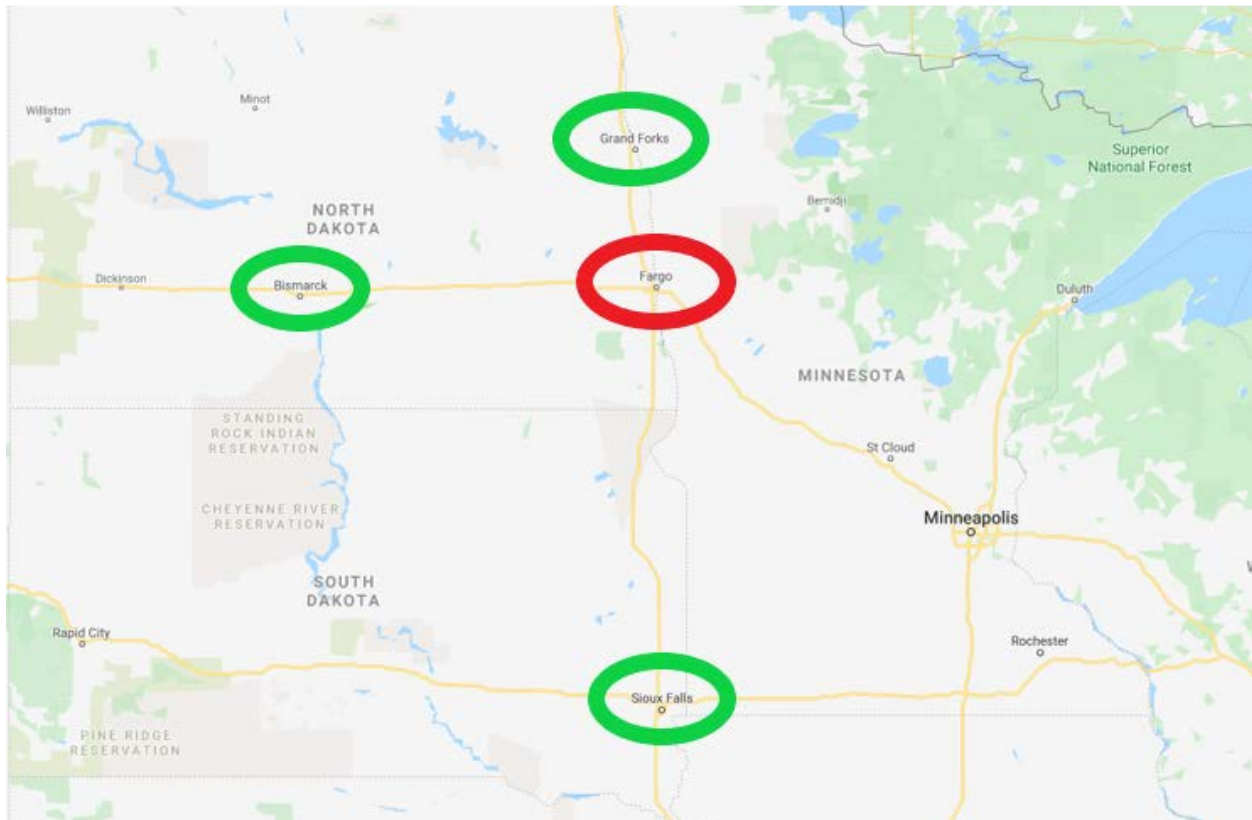 Minot
Williston
Grand Forks
Superior
National Forest
Bemidji
NORTH
DAKOTA
Dickinson
Bismarck
Fargo
Duluth
MINNESOTA
STANDING
ROCK INDIAN
RESERVATION
St Cloud
CHEYENNE RIVER
RESERVATION
Minneapolis
W
SOUTH
DAKOTA
Rapid City
Rochester
Sioux Falls
PINE RIDGE
RESERVATION